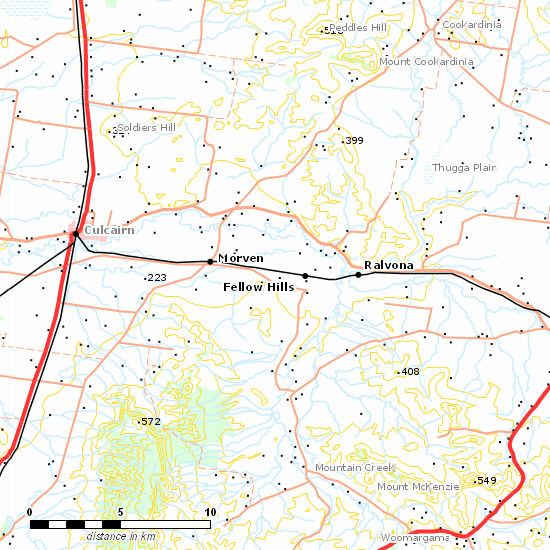 Cookardinia
Peddles Hill
Mount Cookardinia
Soldiers Hill
399
Thugga Plain
Culcairn
Morven
Ralvona
223
Fellow Hills
408
572
Mountain Creek
549
Mount McKenzie
0 5 10
distance in km
Woomargama